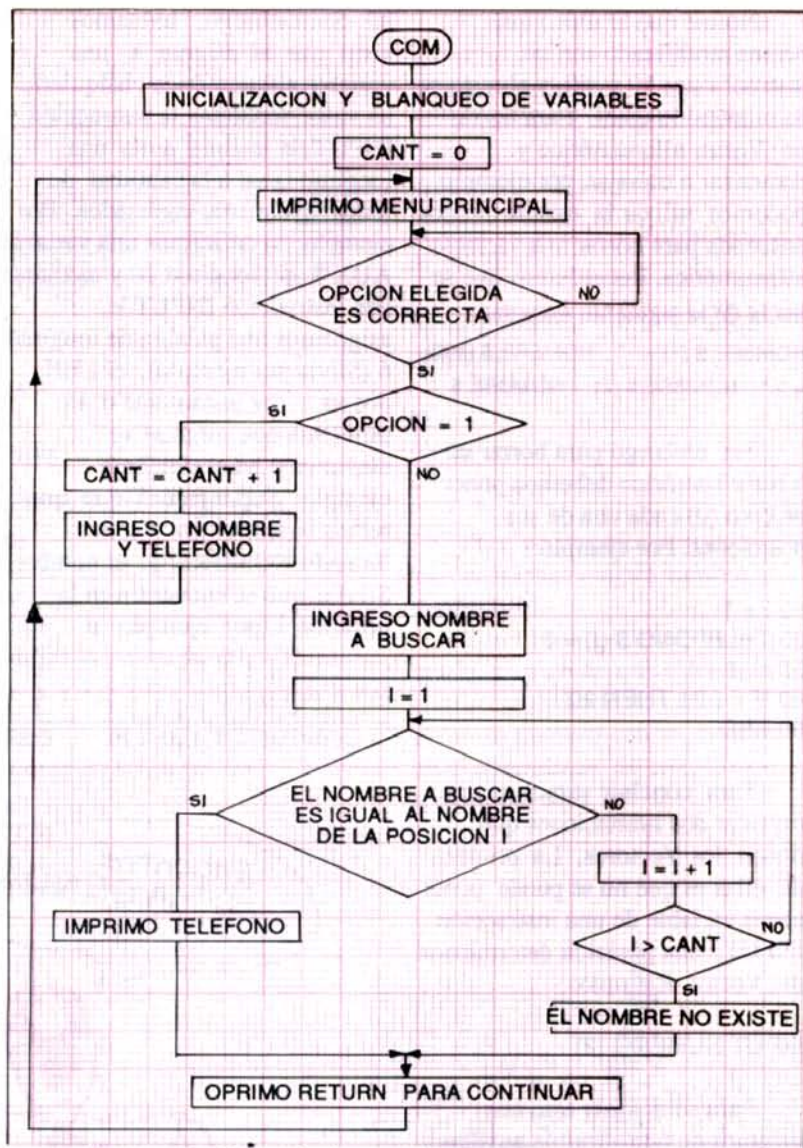 COM
INICIALIZACION Y BLANQUEO DE VARIABLES
CANT = 0
IMPRIMO MENU PRINCIPAL
OPCION ELEGIDA
ES CORRECTA
NO
SI
SI
OPCION = 1
NO
CANT = CANT + 1
INGRESO NOMBRE
Y TELEFONO
INGRESO NOMBRE
A BUSCAR
I = 1
SI
EL NOMBRE A BUSCAR
ES IGUAL AL NOMBRE
DE LA POSICION I
NO
I = I + 1
IMPRIMO TELEFONO
I > CANT
NO
SI
EL NOMBRE NO EXISTE
OPRIMO RETURN PARA CONTINUAR